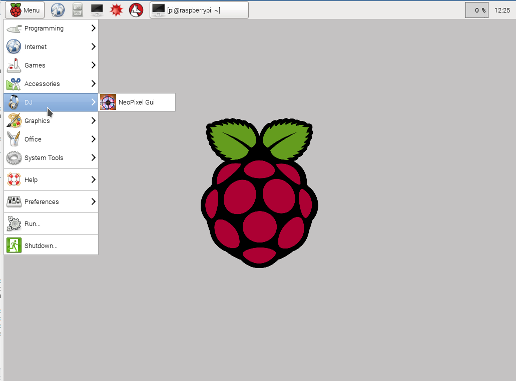 Menu
[pi@raspberrypi: ~]
0 %
12:25
Programming
Internet
Games
Accessories
DJ
NeoPixel Gui
Graphics
Office
System Tools
Help
Preferences
Run...
Shutdown...